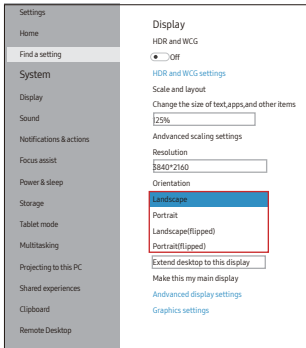 Settings
Home
Find a setting
System
Display
Sound
Notifications & actions
Focus assist
Power & sleep
Storage
Tablet mode
Multitasking
Projecting to this PC
Shared experiences
Clipboard
Remote Desktop
Display
HDR and WCG
Off
HDR and WCG settings
Scale and layout
Change the size of text,apps,and other items
125%
Andvanced scaling settings
Resolution
3840*2160
Orientation
Landscape
Portrait
Landscape(flipped)
Portrait(flipped)
Extend desktop to this display
Make this my main display
Andvanced display settings
Graphics settings